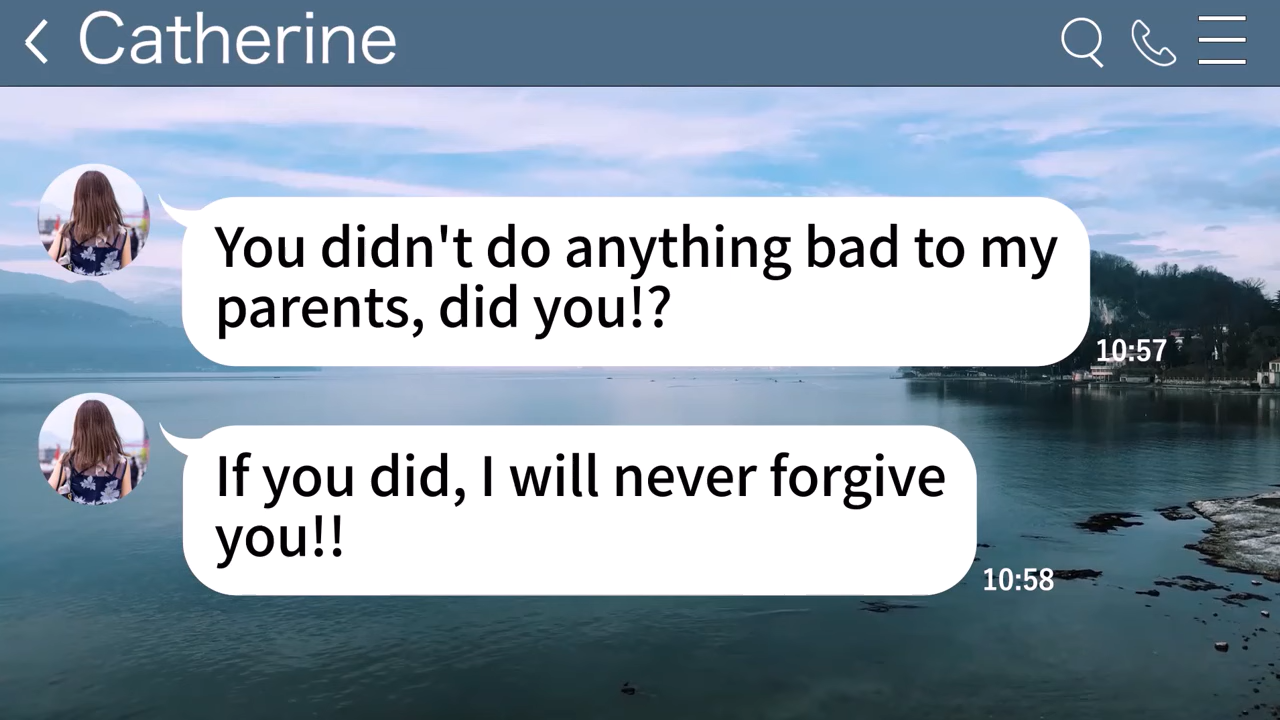 Catherine
You didn't do anything bad to my
parents, did you!?
10:57
If you did, I will never forgive
you!!
10:58